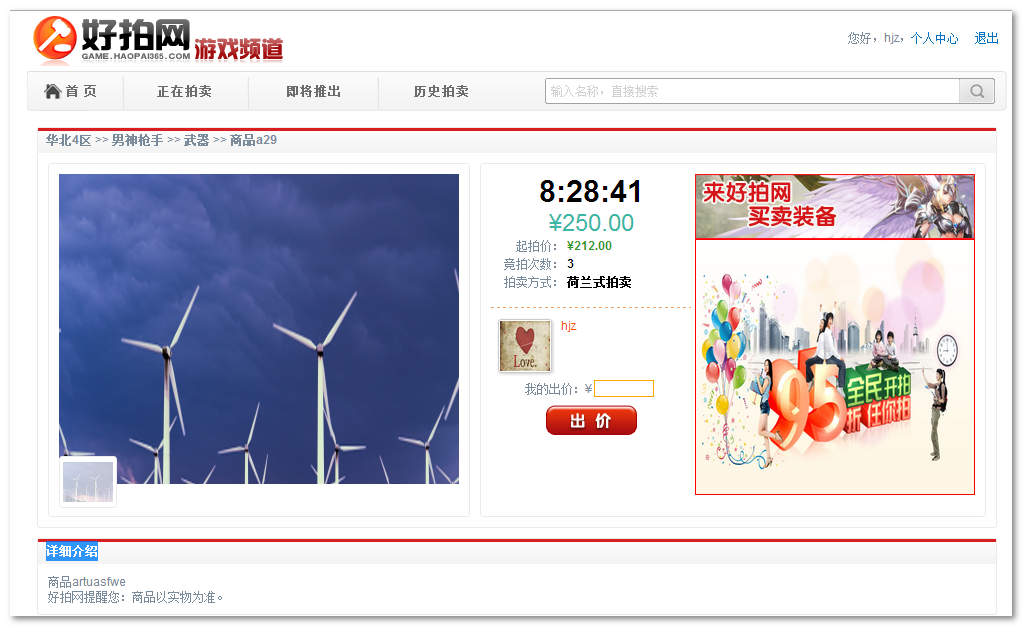 好拍网 游戏频道
GAME.HAOPAI365.COM
您好，hjz，个人中心 退出
首 页 正在拍卖 即将推出 历史拍卖 输入名称，直接搜索
华北4区 >> 男神枪手 >> 武器 >> 商品a29
8:28:41
¥250.00
起拍价： ¥212.00
竟拍次数： 3
拍卖方式： 荷兰式拍卖
hjz
Love.
我的出价：¥
出 价
来好拍网
买卖装备
95折
全民开拍
任你拍
详细介绍
商品artuasfwe
好拍网提醒您：商品以实物为准。